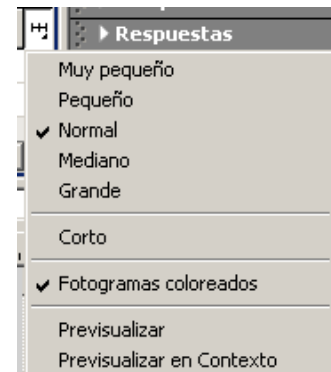 Respuestas
Muy pequeño
Pequeño
Normal
Mediano
Grande
Corto
Fotogramas coloreados
Previsualizar
Previsualizar en Contexto